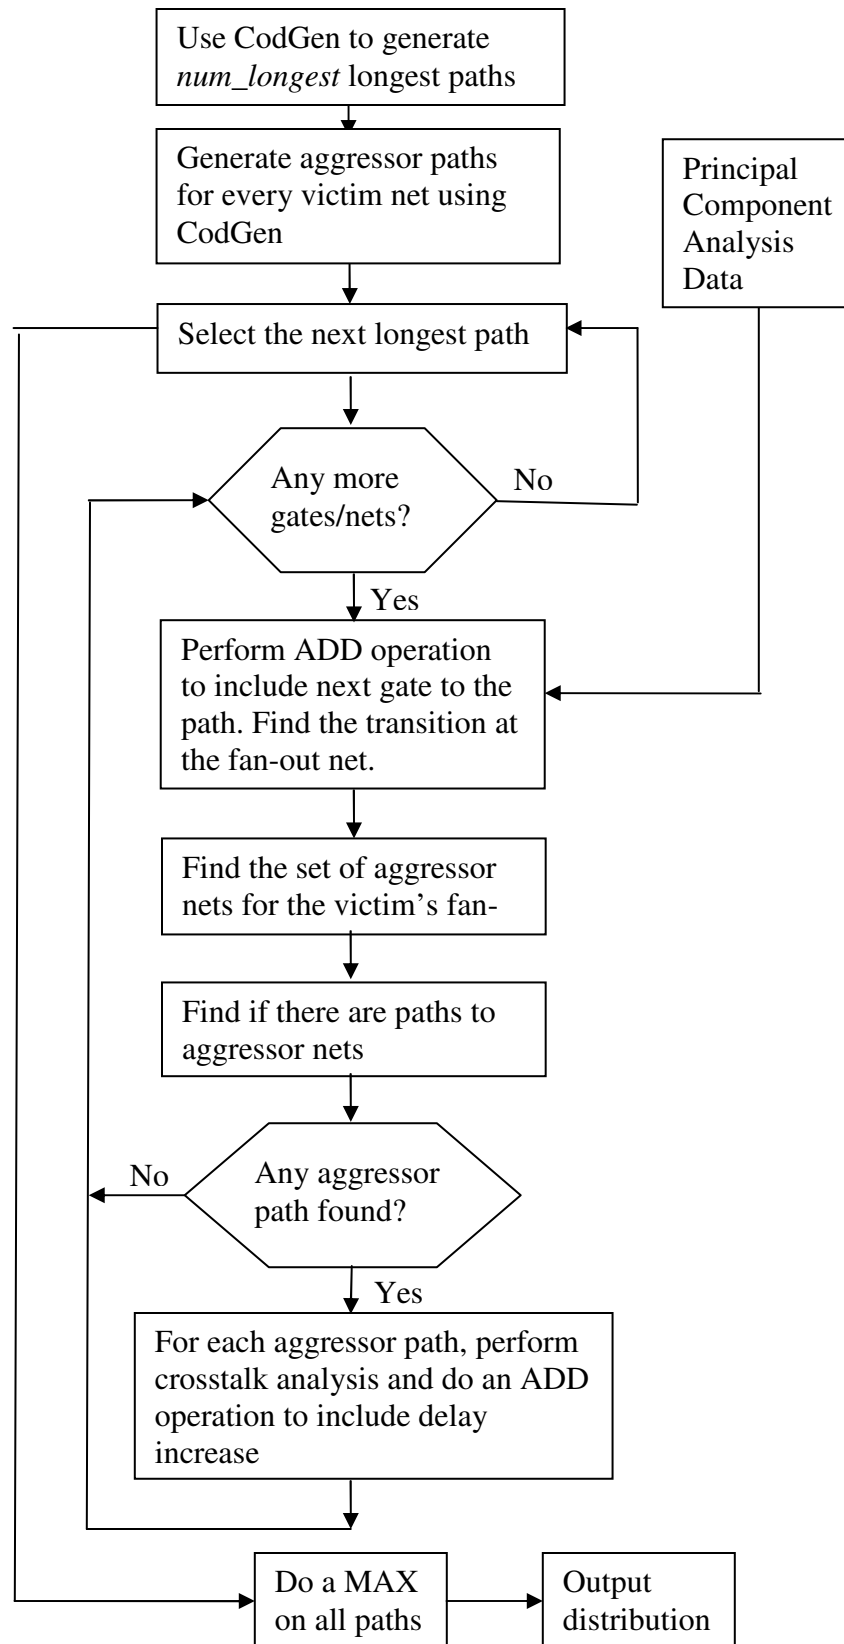 Use CodGen to generate
num_longest longest paths
Generate aggressor paths
for every victim net using
CodGen
Principal
Component
Analysis
Data
Select the next longest path
Any more
gates/nets?
No
Yes
Perform ADD operation
to include next gate to the
path. Find the transition at
the fan-out net.
Find the set of aggressor
nets for the victim's fan-
Find if there are paths to
aggressor nets
No
Any aggressor
path found?
Yes
For each aggressor path, perform
crosstalk analysis and do an ADD
operation to include delay
increase
Do a MAX
on all paths
Output
distribution